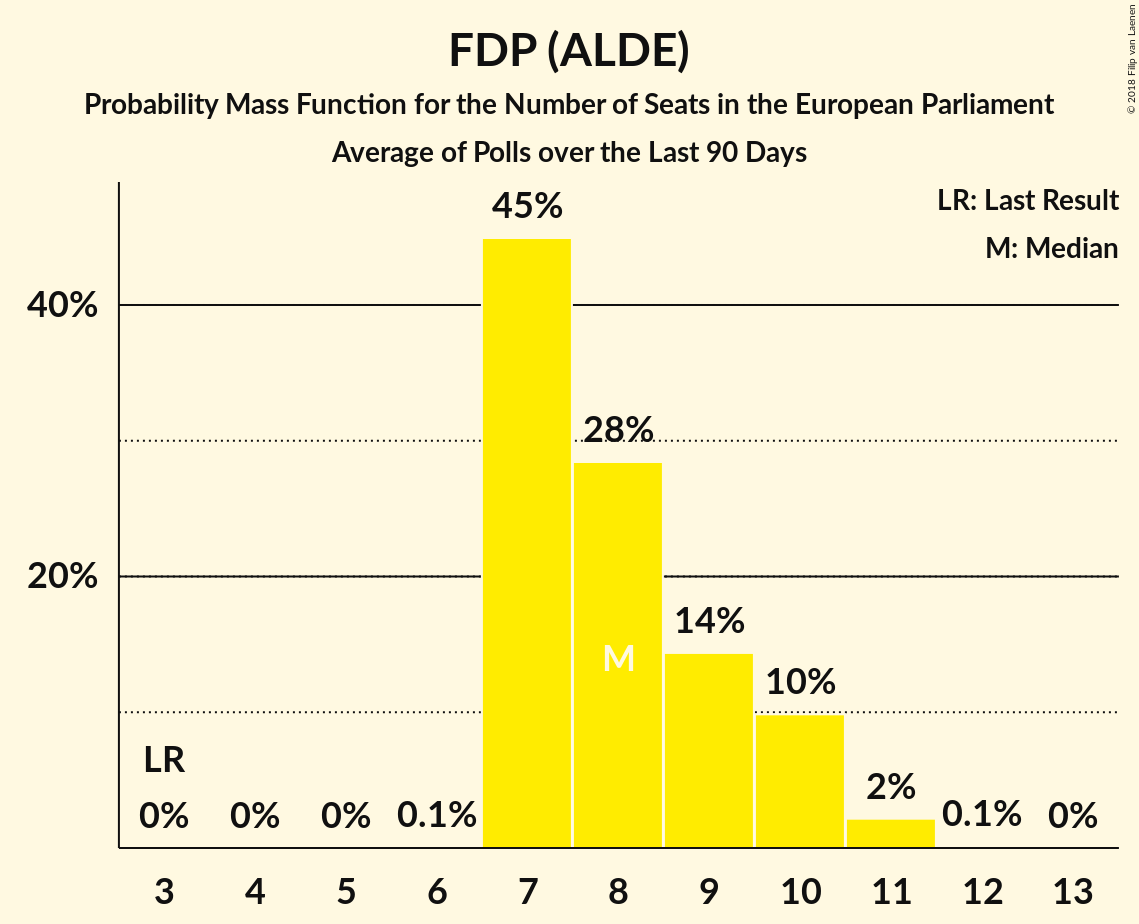 FDP (ALDE)
Probability Mass Function for the Number of Seats in the European Parliament
Average of Polls over the Last 90 Days
© 2018 Filip van Laenen
LR: Last Result
M: Median
45%
40%
28%
20%
14%
M
10%
LR
2%
0% 0% 0% 0.1% 0.1% 0%
3 4 5 6 7 8 9 10 11 12 13